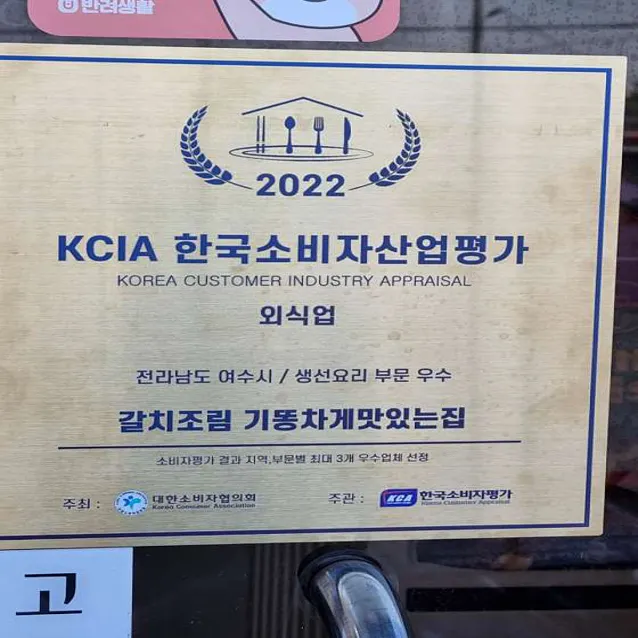 반려생활
2022
KCIA 한국소비자산업평가
KOREA CUSTOMER INDUSTRY APPRAISAL
외식업
전라남도 여수시 / 생선요리 부문 우수
갈치조림 기똥차게맛있는집
소비자평가 결과 지역,부문별 최대 3개 우수업체 선정
주최 : 대한소비자협의회 주관 : KCA 한국소비자평가
Korea Consumer Association Korea Customer Appraisal
고